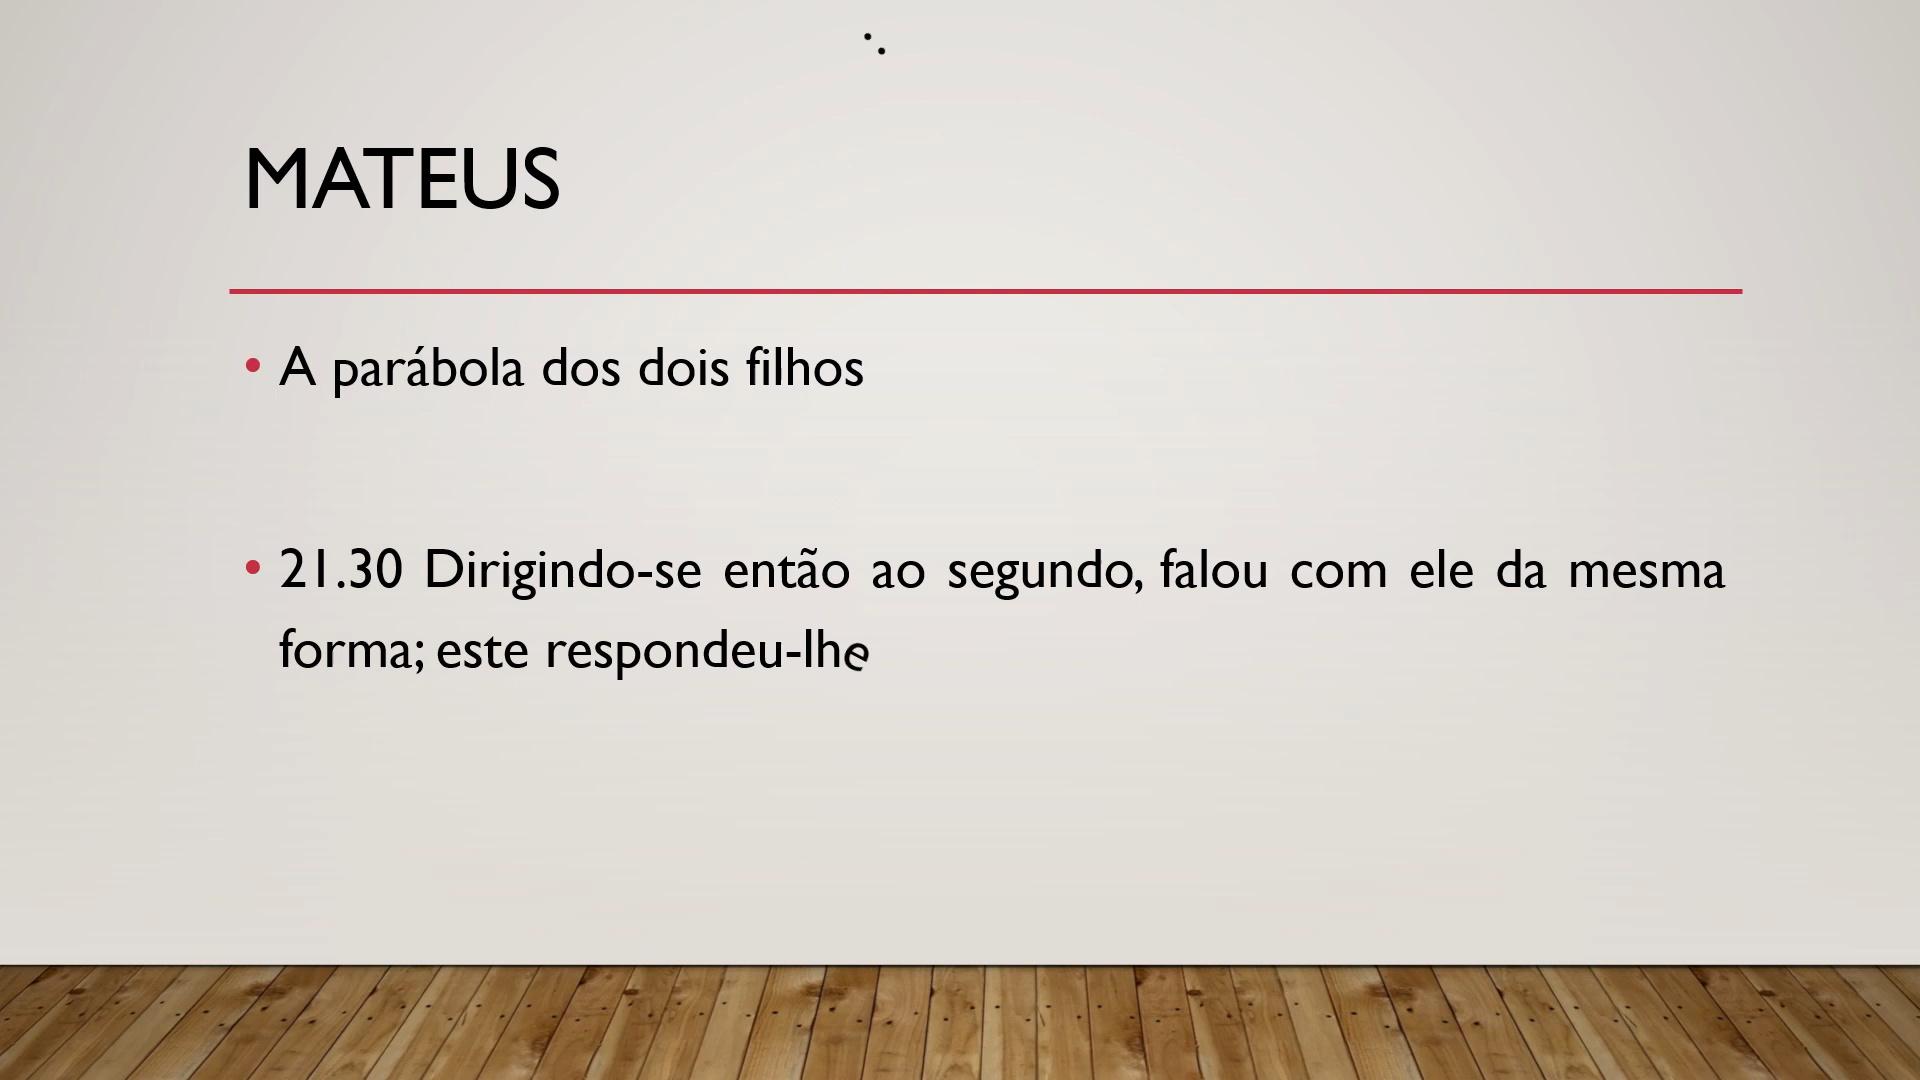 MATEUS
• A parábola dos dois filhos
• 21.30 Dirigindo-se então ao segundo, falou com ele da mesma
forma; este respondeu-lhe
: